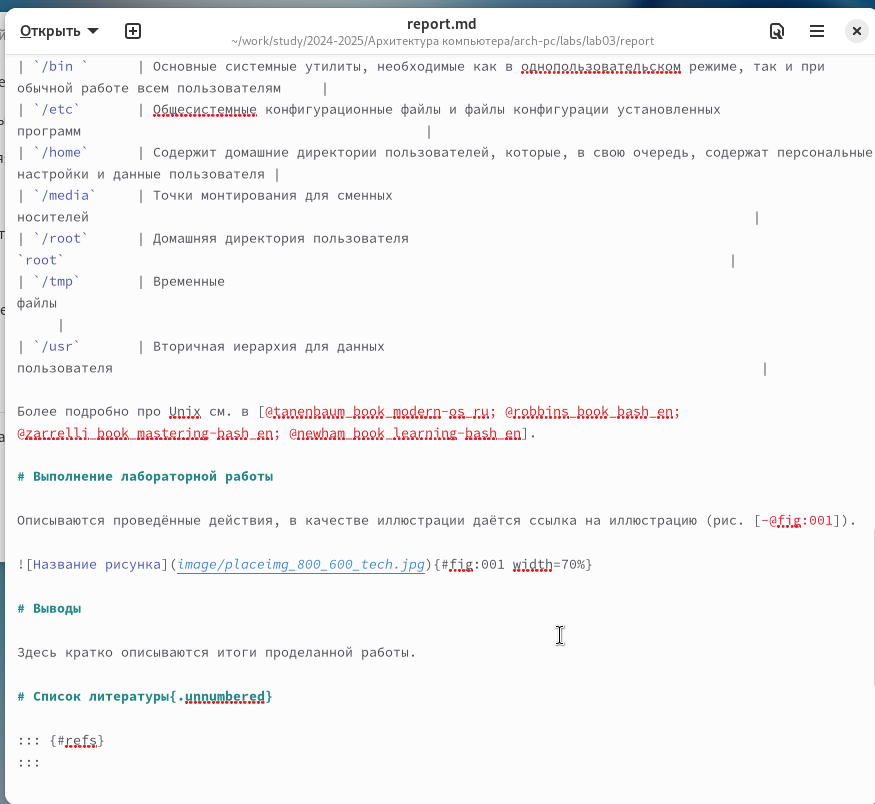 Открыть
report.md
~/work/study/2024-2025/Архитектура компьютера/arch-pc/labs/lab03/report
| `/bin ` | Основные системные утилиты, необходимые как в однопользовательском режиме, так и при
обычной работе всем пользователям |
| `/etc` | Общесистемные конфигурационные файлы и файлы конфигурации установленных
программ |
| `/home` | Содержит домашние директории пользователей, которые, в свою очередь, содержат персональные
настройки и данные пользователя |
| `/media` | Точки монтирования для сменных
носителей |
| `/root` | Домашняя директория пользователя
`root` |
| `/tmp` | Временные
файлы
|
| `/usr` | Вторичная иерархия для данных
пользователя |
Более подробно про Unix см. в [@tanenbaum_book_modern-os_ru; @robbins_book_bash_en;
@zarrelli_book_mastering-bash_en; @newham_book_learning-bash_en].
# Выполнение лабораторной работы
Описываются проведённые действия, в качестве иллюстрации даётся ссылка на иллюстрацию (рис. [-@fig:001]).
![Название рисунка](image/placeimg_800_600_tech.jpg){#fig:001 width=70%}
# Выводы
Здесь кратко описываются итоги проделанной работы.
# Список литературы{.unnumbered}
::: {#refs}
:::